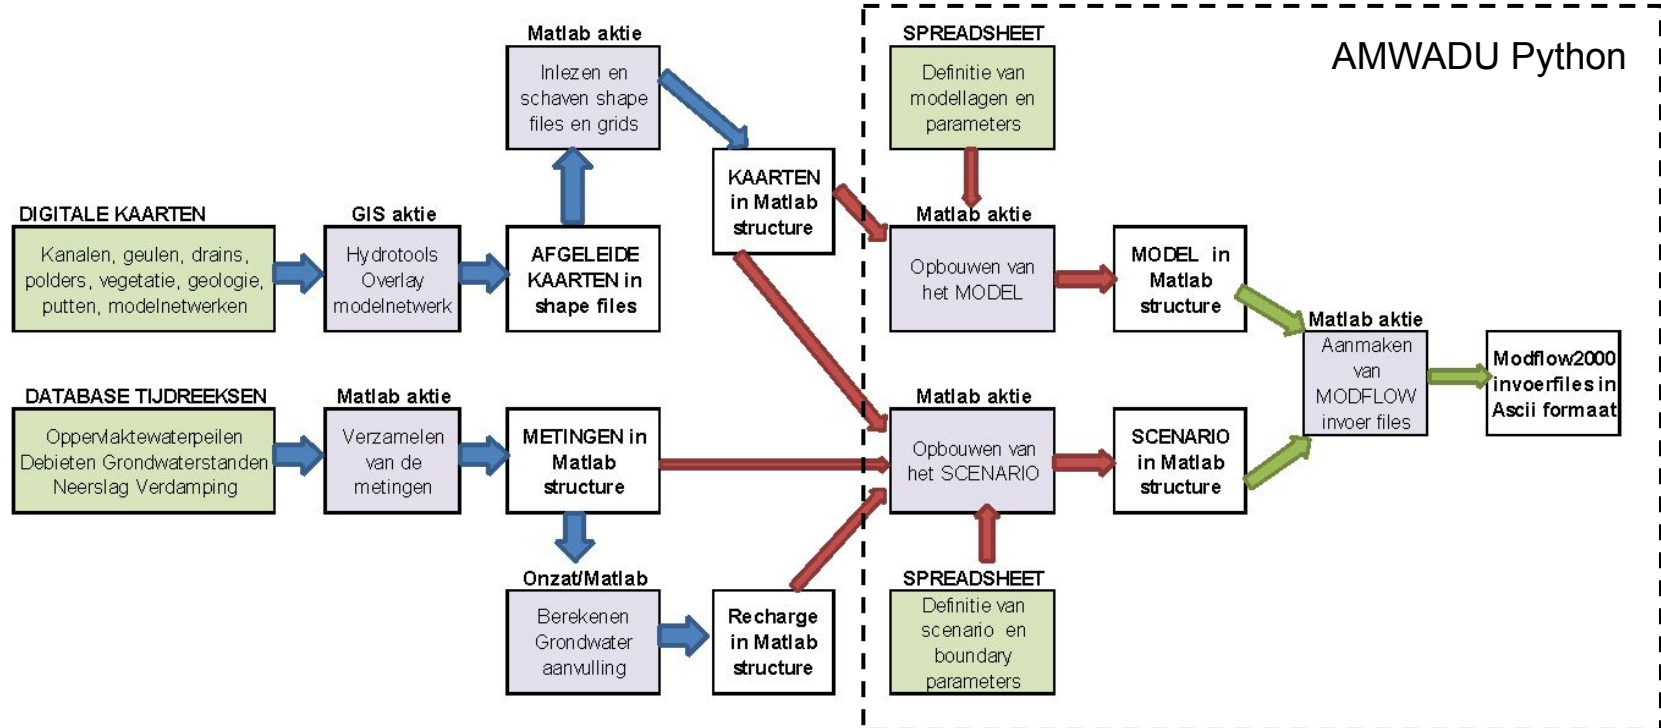 AMWADU Python
Matlab aktie
Inlezen en
schaven shape
files en grids
SPREADSHEET
Definitie van
modellagen en
parameters
KAARTEN
in Matlab
structure
DIGITALE KAARTEN
Kanalen, geulen, drains,
polders, vegetatie, geologie,
putten, modelnetwerken
GIS aktie
Hydrotools
Overlay
modelnetwerk
AFGELEIDE
KAARTEN in
shape files
Matlab aktie
Opbouwen van
het MODEL
MODEL in
Matlab
structure
Matlab aktie
Aanmaken
van
MODFLOW
invoer files
Modflow2000
invoerfiles in
Ascii formaat
DATABASE TIJDREEKSEN
Oppervlaktewaterpeilen
Debieten Grondwaterstanden
Neerslag Verdamping
Matlab aktie
Verzamelen
van de
metingen
METINGEN in
Matlab
structure
Matlab aktie
Opbouwen van
het SCENARIO
SCENARIO
in Matlab
structure
Onzat/Matlab
Berekenen
Grondwater
aanvulling
Recharge
in Matlab
structure
SPREADSHEET
Definitie van
scenario en
boundary
parameters